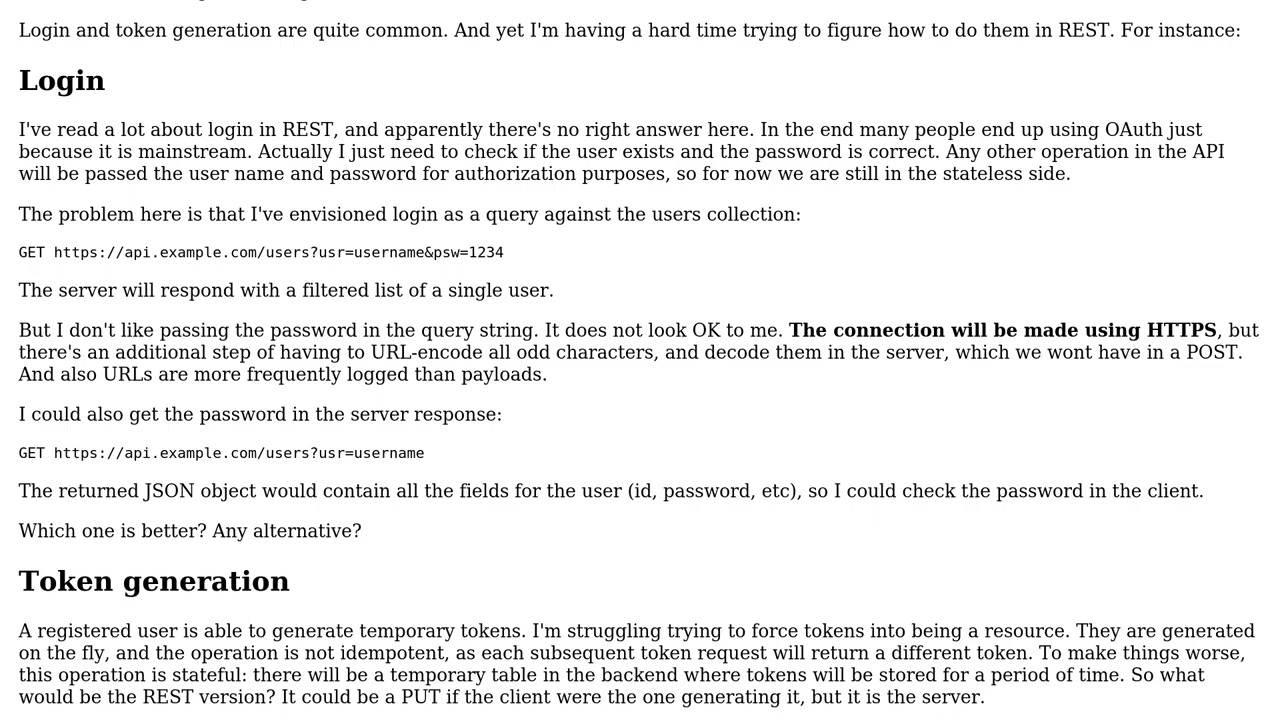 Login and token generation are quite common. And yet I'm having a hard time trying to figure how to do them in REST. For instance:
Login
I've read a lot about login in REST, and apparently there's no right answer here. In the end many people end up using OAuth just
because it is mainstream. Actually I just need to check if the user exists and the password is correct. Any other operation in the API
will be passed the user name and password for authorization purposes, so for now we are still in the stateless side.
The problem here is that I've envisioned login as a query against the users collection:
GET https://api.example.com/users?usr=username&psw=1234
The server will respond with a filtered list of a single user.
But I don't like passing the password in the query string. It does not look OK to me. The connection will be made using HTTPS, but
there's an additional step of having to URL-encode all odd characters, and decode them in the server, which we wont have in a POST.
And also URLs are more frequently logged than payloads.
I could also get the password in the server response:
GET https://api.example.com/users?usr=username
The returned JSON object would contain all the fields for the user (id, password, etc), so I could check the password in the client.
Which one is better? Any alternative?
Token generation
A registered user is able to generate temporary tokens. I'm struggling trying to force tokens into being a resource. They are generated
on the fly, and the operation is not idempotent, as each subsequent token request will return a different token. To make things worse,
this operation is stateful: there will be a temporary table in the backend where tokens will be stored for a period of time. So what
would be the REST version? It could be a PUT if the client were the one generating it, but it is the server.